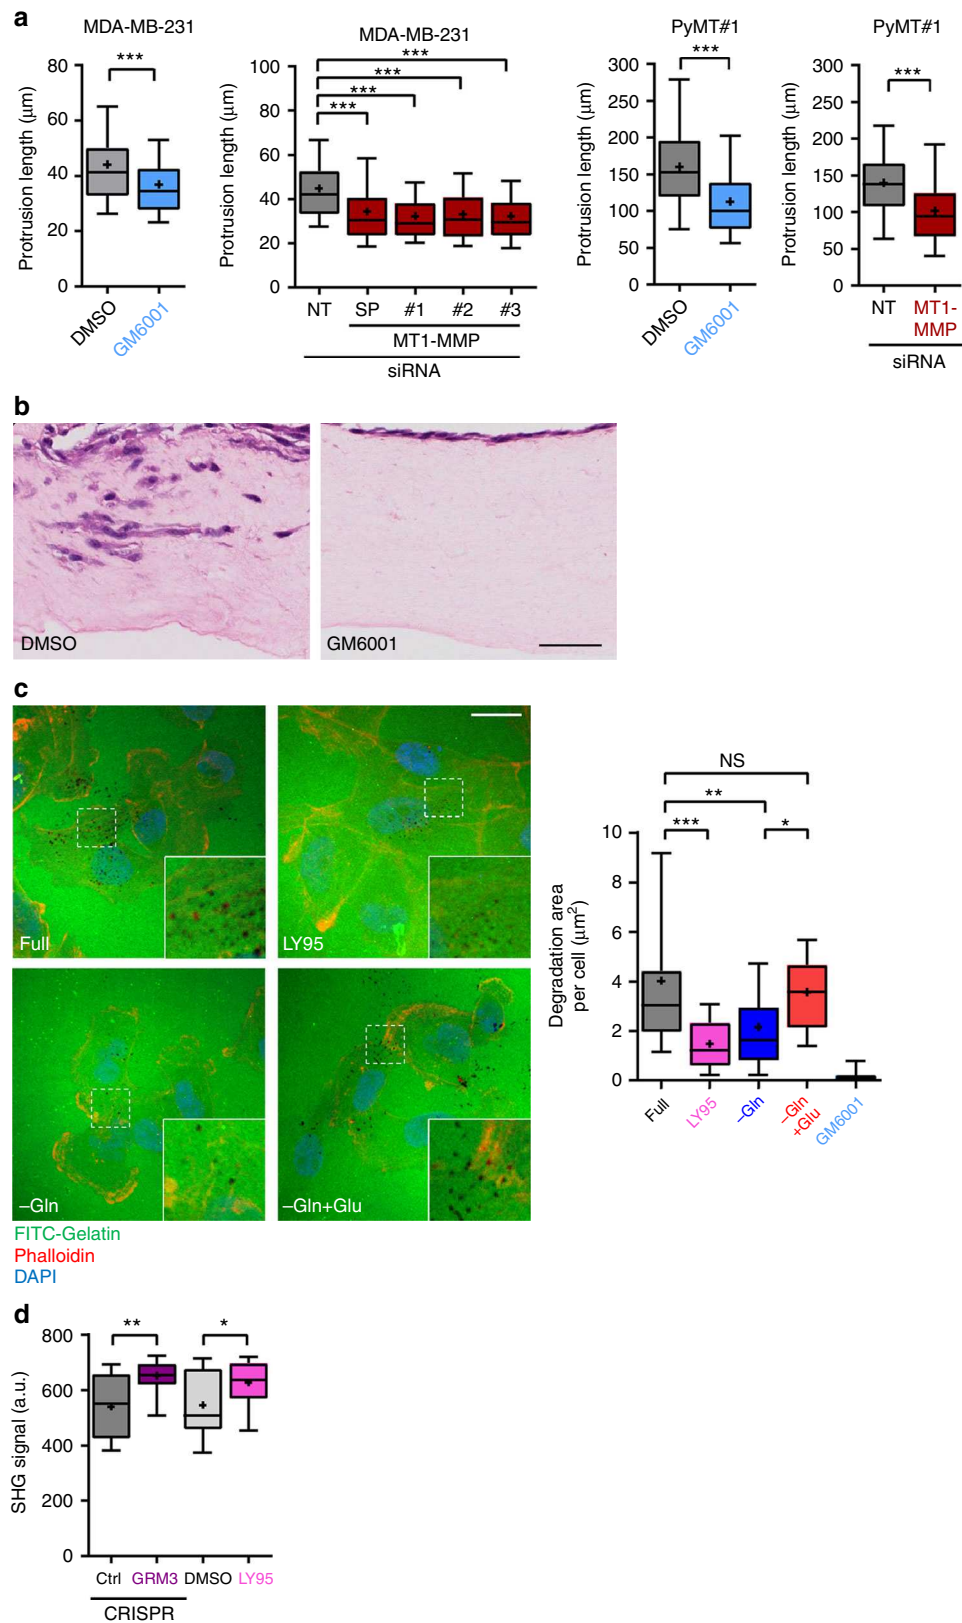 a
MDA-MB-231
***
Protrusion length (μm)
80
60
40
20
0
DMSO
GM6001
MDA-MB-231
***
***
***
***
Protrusion length (μm)
100
80
60
40
20
0
NT SP #1 #2 #3
MT1-MMP
siRNA
PyMT#1
***
Protrusion length (μm)
300
250
200
150
100
50
0
DMSO
GM6001
PyMT#1
***
Protrusion length (μm)
300
250
200
150
100
50
0
NT MT1-
MMP
siRNA
b
DMSO
GM6001
c
Full
LY95
–Gln
–Gln+Glu
FITC-Gelatin
Phalloidin
DAPI
NS
**
***
*
Degradation area
per cell (μm²)
10
8
6
4
2
0
Full
LY95
–Gln
–Gln
+Glu
GM6001
d
**
*
SHG signal (a.u.)
800
600
400
200
0
Ctrl GRM3 DMSO LY95
CRISPR